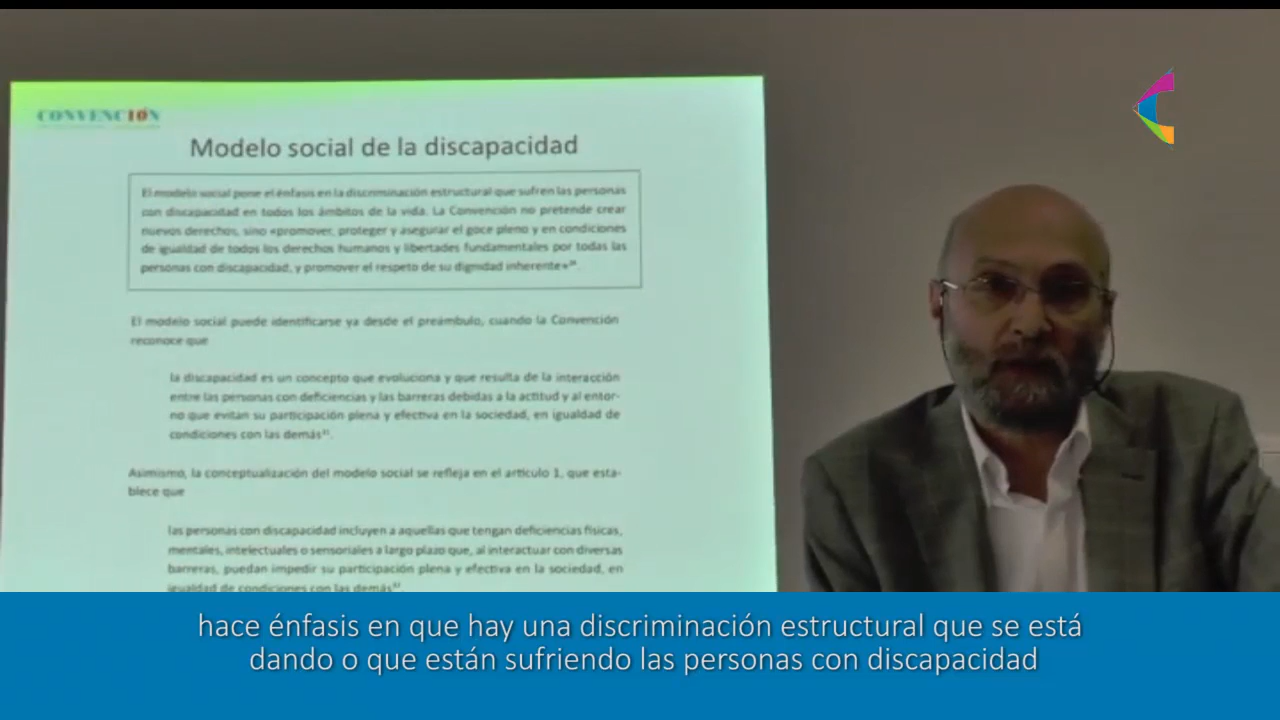 CONVENCIÓN
Modelo social de la discapacidad
El modelo social pone el énfasis en la discriminación estructural que sufren las personas
con discapacidad en todos los ámbitos de la vida. La Convención no pretende crear
nuevos derechos, sino «promover, proteger y asegurar el goce pleno y en condiciones
de igualdad de todos los derechos humanos y libertades fundamentales por todas las
personas con discapacidad, y promover el respeto de su dignidad inherente»
El modelo social puede identificarse ya desde el preámbulo, cuando la Convención
reconoce que
la discapacidad es un concepto que evoluciona y que resulta de la interacción
entre las personas con deficiencias y las barreras debidas a la actitud y al entor-
no que evitan su participación plena y efectiva en la sociedad, en igualdad de
condiciones con las demás
Asimismo, la conceptualización del modelo social se refleja en el artículo 1, que esta-
blece que
las personas con discapacidad incluyen a aquellas que tengan deficiencias físicas,
mentales, intelectuales o sensoriales a largo plazo que, al interactuar con diversas
barreras, puedan impedir su participación plena y efectiva en la sociedad, en
igualdad de condiciones con las demás
hace énfasis en que hay una discriminación estructural que se está
dando o que están sufriendo las personas con discapacidad